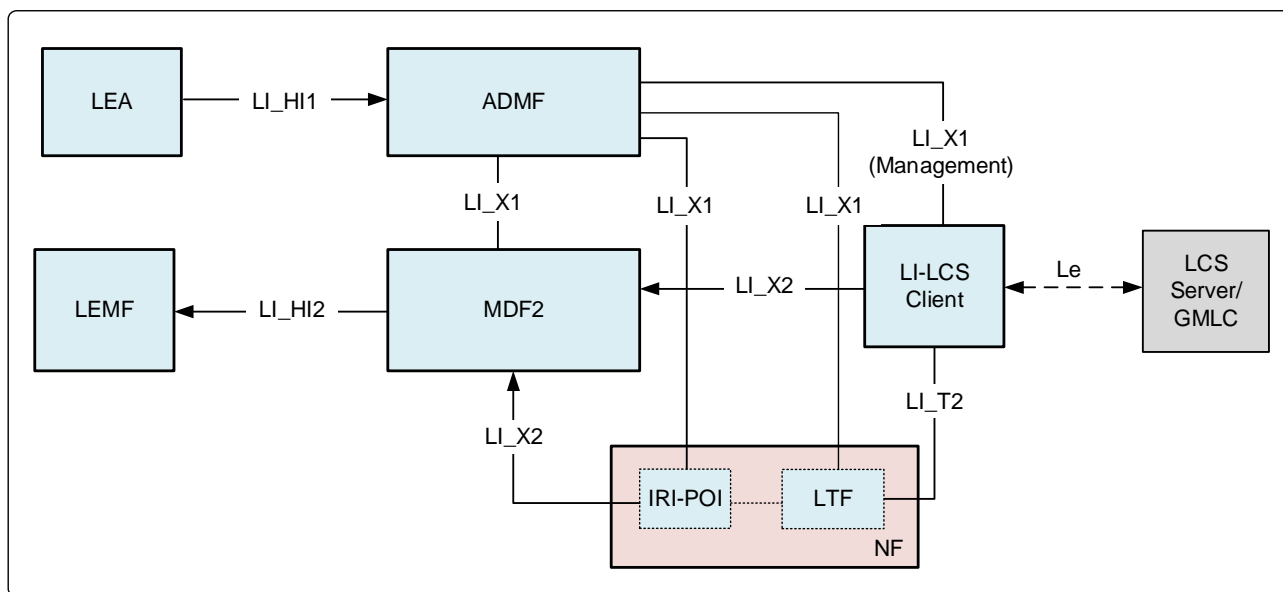 LEA
LI_HI1
ADMF
LI_X1
(Management)
LI_X1
LI_X1
LI_X1
LEMF
LI_HI2
MDF2
LI_X2
LI-LCS
Client
Le
LCS
Server/
GMLC
LI_T2
LI_X2
IRI-POI
LTF
NF